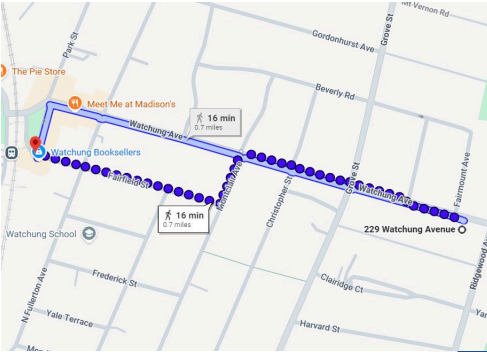 Mt Vernon Rd
Grove St
Gordonhurst Ave
Park St
The Pie Store
Beverly Rd
Meet Me at Madison's
16 min
0.7 miles
Watchung Ave
Watchung Booksellers
Fairfield St
Montclair Ave
Grove St
Fairmount Ave
Christopher St
Watchung Ave
16 min
0.7 miles
229 Watchung Avenue
Watchung School
Ridgewood
Frederick St
Claridge Ct
N Fullerton Ave
Yale Terrace
Harvard St